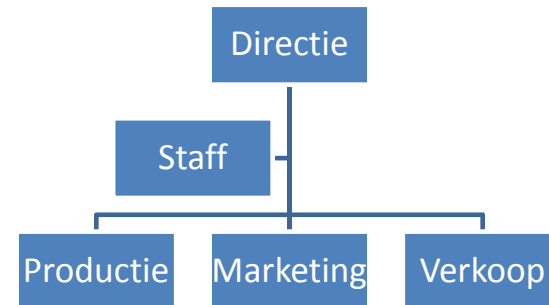 Directie
Staff
Productie
Marketing
Verkoop